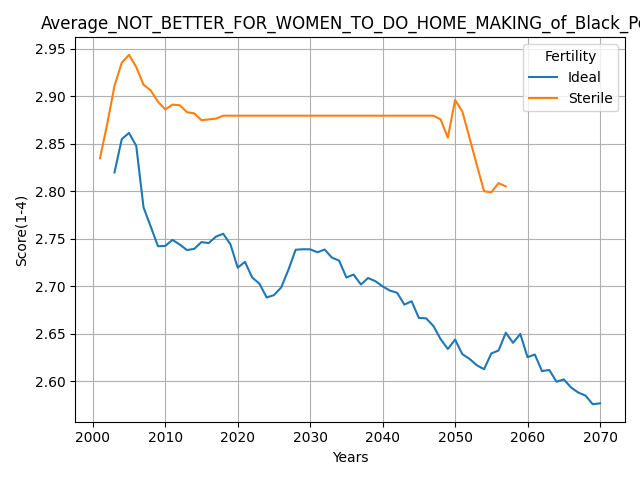 Average_NOT_BETTER_FOR_WOMEN_TO_DO_HOME_MAKING_of_Black_Pe
Fertility
Ideal
Sterile
2.95
2.90
2.85
2.80
2.75
2.70
2.65
2.60
Score(1-4)
2000 2010 2020 2030 2040 2050 2060 2070
Years